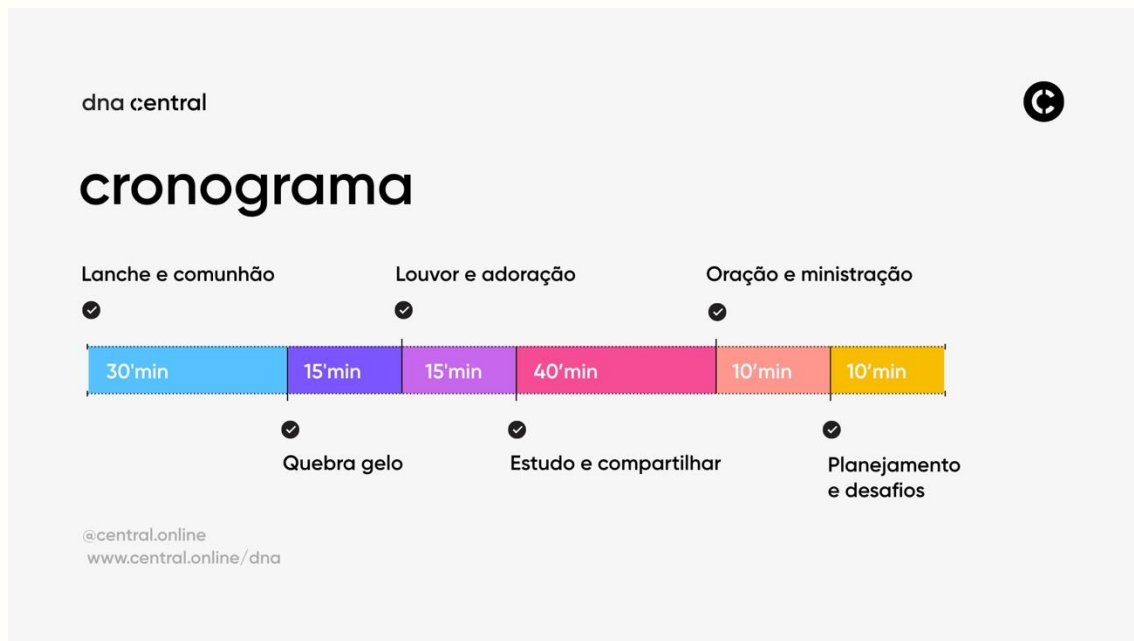 dna central
cronograma
Lanche e comunhão
Louvor e adoração
Oração e ministração
30'min
15'min
15'min
40’min
10’min
10’min
Quebra gelo
Estudo e compartilhar
Planejamento
e desafios
@central.online
www.central.online/dna